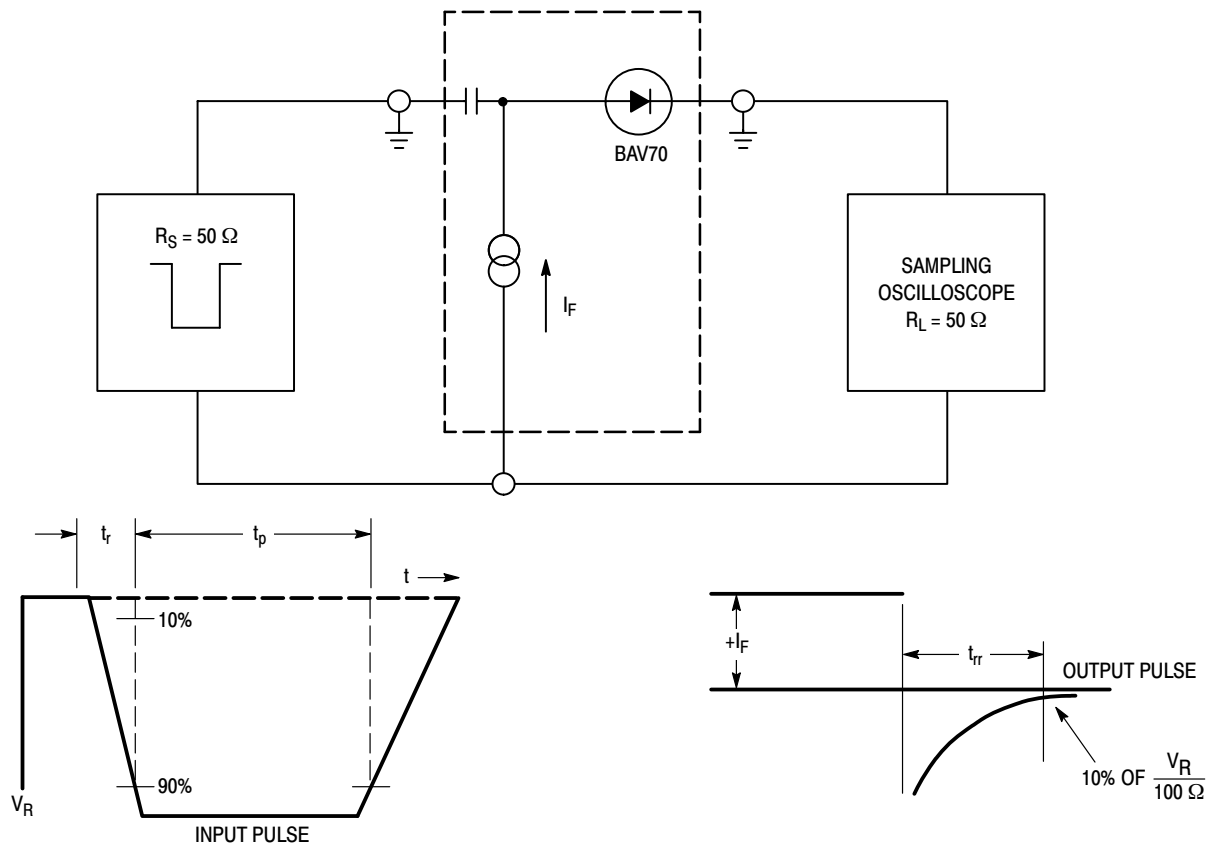 BAV70
R_S = 50 Ω
I_F
SAMPLING
OSCILLOSCOPE
R_L = 50 Ω
t_r
t_p
t
10%
90%
V_R
INPUT PULSE
+I_F
t_rr
OUTPUT PULSE
10% OF V_R
100 Ω